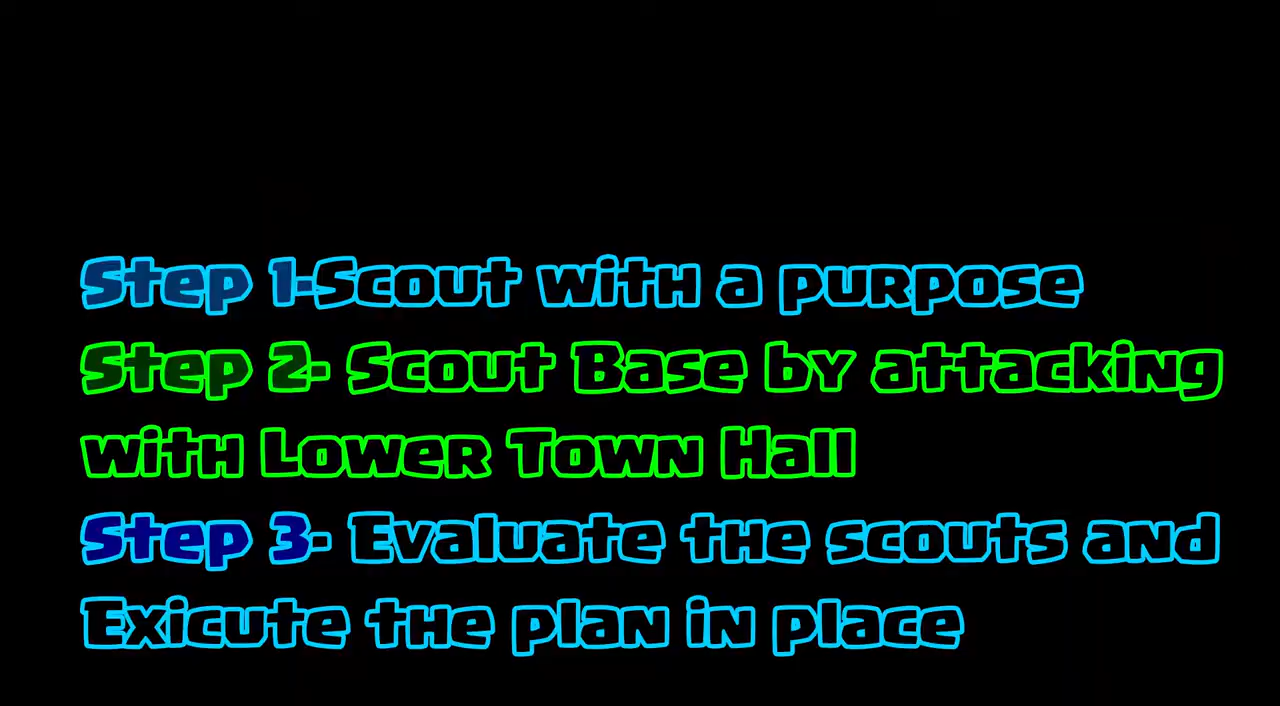 Step 1-Scout with a purpose
Step 2- Scout Base by attacking
with Lower Town Hall
Step 3- Evaluate the scouts and
Exicute the plan in place